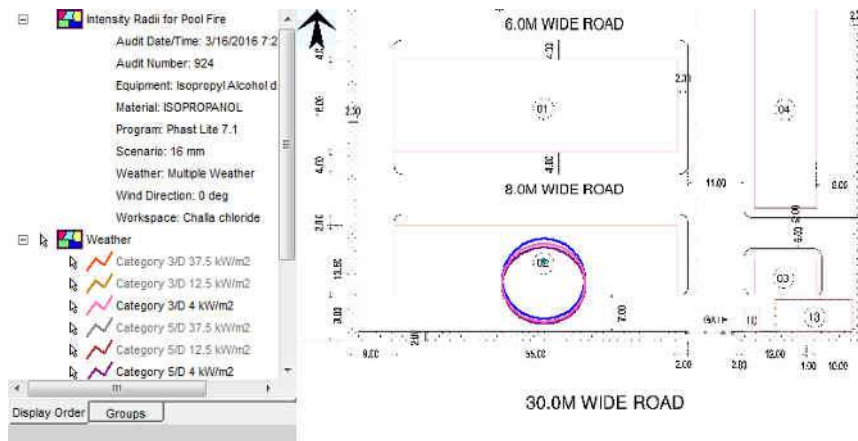 Intensity Radii for Pool Fire
Audit Date/Time: 3/16/2016 7:2
Audit Number: 924
Equipment: Isopropyl Alcohol d
Material: ISOPROPANOL
Program: Phast Lite 7.1
Scenario: 16 mm
Weather: Multiple Weather
Wind Direction: 0 deg
Workspace: Challa chloride
Weather
Category 3/D 37.5 kW/m2
Category 3/D 12.5 kW/m2
Category 3/D 4 kW/m2
Category 5/D 37.5 kW/m2
Category 5/D 12.5 kW/m2
Category 5/D 4 kW/m2
Display Order
Groups
6.0M WIDE ROAD
01
04
8.0M WIDE ROAD
11.00
4.00
7.00
03
13
10
12.00
1.00
10.00
2.00
30.0M WIDE ROAD